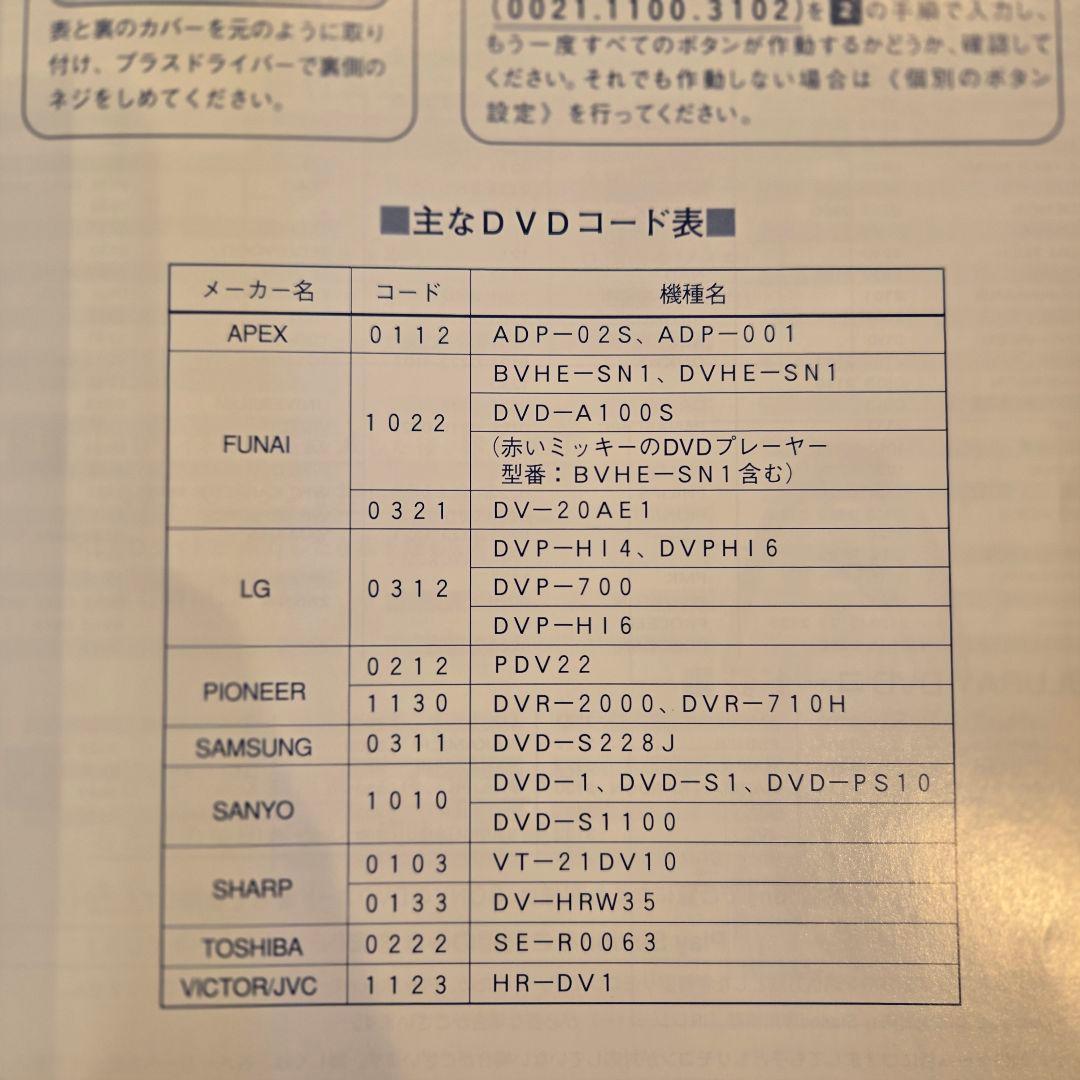 表と裏のカバーを元のように取り
付け、プラスドライバーで裏側の
ネジをしめてください。
(0021.1100.3102)を2の手順で入力し、
もう一度すべてのボタンが作動するかどうか、確認して
ください。それでも作動しない場合は《個別のボタン
設定》を行ってください。
■主なDVDコード表■
メーカー名 コード 機種名
APEX 0112 ADP-02S、ADP-001
FUNAI 1022 BVHE-SN1、DVHE-SN1
DVD-A100S
(赤いミッキーのDVDプレーヤー
型番:BVHE-SN1含む)
0321 DV-20AE1
LG 0312 DVP-HI4、DVPHI6
DVP-700
DVP-HI6
PIONEER 0212 PDV22
1130 DVR-2000、DVR-710H
SAMSUNG 0311 DVD-S228J
SANYO 1010 DVD-1、DVD-S1、DVD-PS10
DVD-S1100
SHARP 0103 VT-21DV10
0133 DV-HRW35
TOSHIBA 0222 SE-R0063
VICTOR/JVC 1123 HR-DV1